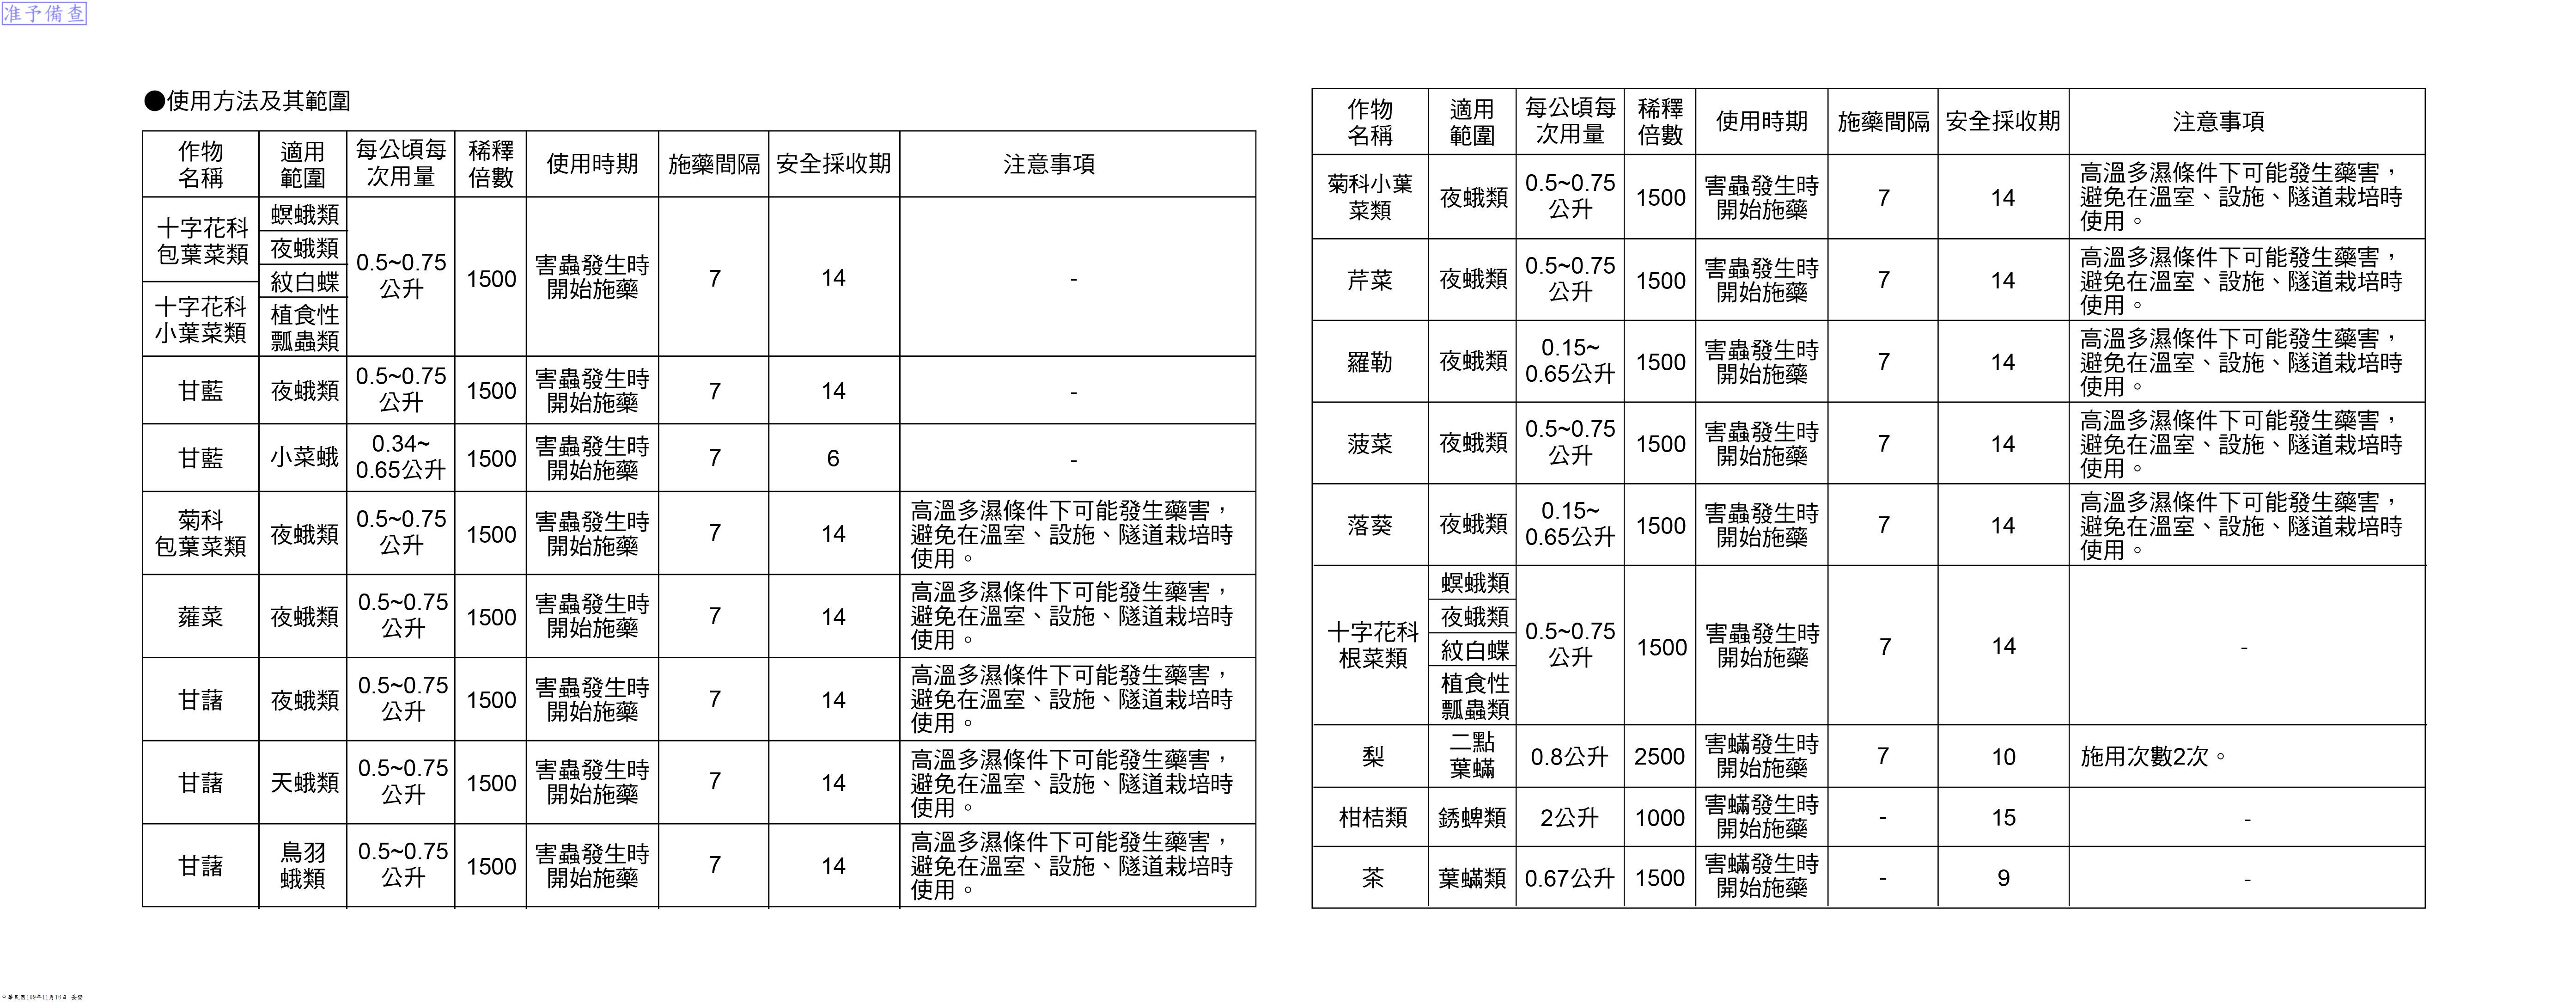 准予備查
●使用方法及其範圍
作物名稱 適用範圍 每公頃每次用量 稀釋倍數 使用時期 施藥間隔 安全採收期 注意事項
十字花科包葉菜類 十字花科小葉菜類 螟蛾類 夜蛾類 紋白蝶 植食性瓢蟲類 0.5~0.75公升 1500 害蟲發生時開始施藥 7 14 -
甘藍 夜蛾類 0.5~0.75公升 1500 害蟲發生時開始施藥 7 14 -
甘藍 小菜蛾 0.34~0.65公升 1500 害蟲發生時開始施藥 7 6 -
菊科包葉菜類 夜蛾類 0.5~0.75公升 1500 害蟲發生時開始施藥 7 14 高溫多濕條件下可能發生藥害，避免在溫室、設施、隧道栽培時使用。
蕹菜 夜蛾類 0.5~0.75公升 1500 害蟲發生時開始施藥 7 14 高溫多濕條件下可能發生藥害，避免在溫室、設施、隧道栽培時使用。
甘藷 夜蛾類 0.5~0.75公升 1500 害蟲發生時開始施藥 7 14 高溫多濕條件下可能發生藥害，避免在溫室、設施、隧道栽培時使用。
甘藷 天蛾類 0.5~0.75公升 1500 害蟲發生時開始施藥 7 14 高溫多濕條件下可能發生藥害，避免在溫室、設施、隧道栽培時使用。
甘藷 鳥羽蛾類 0.5~0.75公升 1500 害蟲發生時開始施藥 7 14 高溫多濕條件下可能發生藥害，避免在溫室、設施、隧道栽培時使用。
作物名稱 適用範圍 每公頃每次用量 稀釋倍數 使用時期 施藥間隔 安全採收期 注意事項
菊科小葉菜類 夜蛾類 0.5~0.75公升 1500 害蟲發生時開始施藥 7 14 高溫多濕條件下可能發生藥害，避免在溫室、設施、隧道栽培時使用。
芹菜 夜蛾類 0.5~0.75公升 1500 害蟲發生時開始施藥 7 14 高溫多濕條件下可能發生藥害，避免在溫室、設施、隧道栽培時使用。
羅勒 夜蛾類 0.15~0.65公升 1500 害蟲發生時開始施藥 7 14 高溫多濕條件下可能發生藥害，避免在溫室、設施、隧道栽培時使用。
菠菜 夜蛾類 0.5~0.75公升 1500 害蟲發生時開始施藥 7 14 高溫多濕條件下可能發生藥害，避免在溫室、設施、隧道栽培時使用。
落葵 夜蛾類 0.15~0.65公升 1500 害蟲發生時開始施藥 7 14 高溫多濕條件下可能發生藥害，避免在溫室、設施、隧道栽培時使用。
十字花科根菜類 螟蛾類 夜蛾類 紋白蝶 植食性瓢蟲類 0.5~0.75公升 1500 害蟲發生時開始施藥 7 14 -
梨 二點葉蟎 0.8公升 2500 害蟎發生時開始施藥 7 10 施用次數2次。
柑桔類 銹蜱類 2公升 1000 害蟎發生時開始施藥 - 15 -
茶 葉蟎類 0.67公升 1500 害蟎發生時開始施藥 - 9 -
中華民國109年11月16日